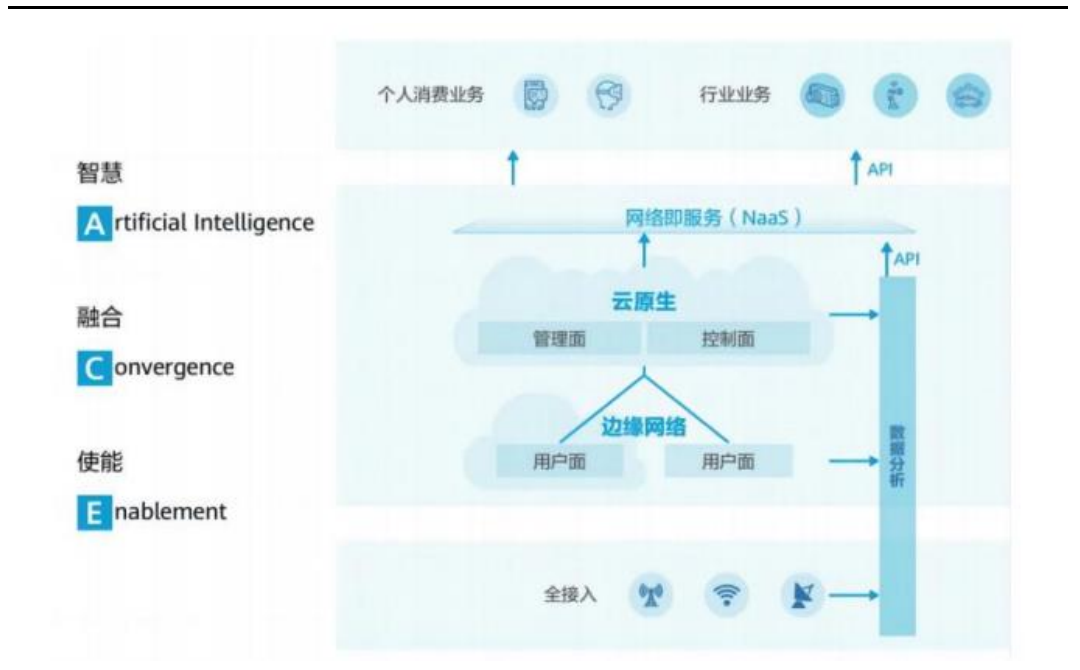 个人消费业务
行业业务
API
智慧
Artificial Intelligence
网络即服务（NaaS）
API
云原生
管理面
控制面
融合
Convergence
边缘网络
用户面
用户面
数据分析
使能
Enablement
全接入